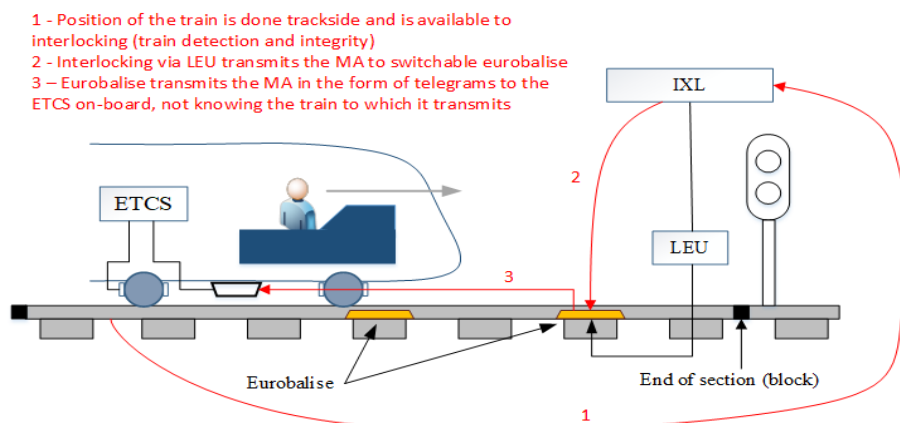 1 - Position of the train is done trackside and is available to
interlocking (train detection and integrity)
2 - Interlocking via LEU transmits the MA to switchable eurobalise
3 – Eurobalise transmits the MA in the form of telegrams to the
ETCS on-board, not knowing the train to which it transmits
IXL
2
ETCS
LEU
3
Eurobalise
End of section (block)
1